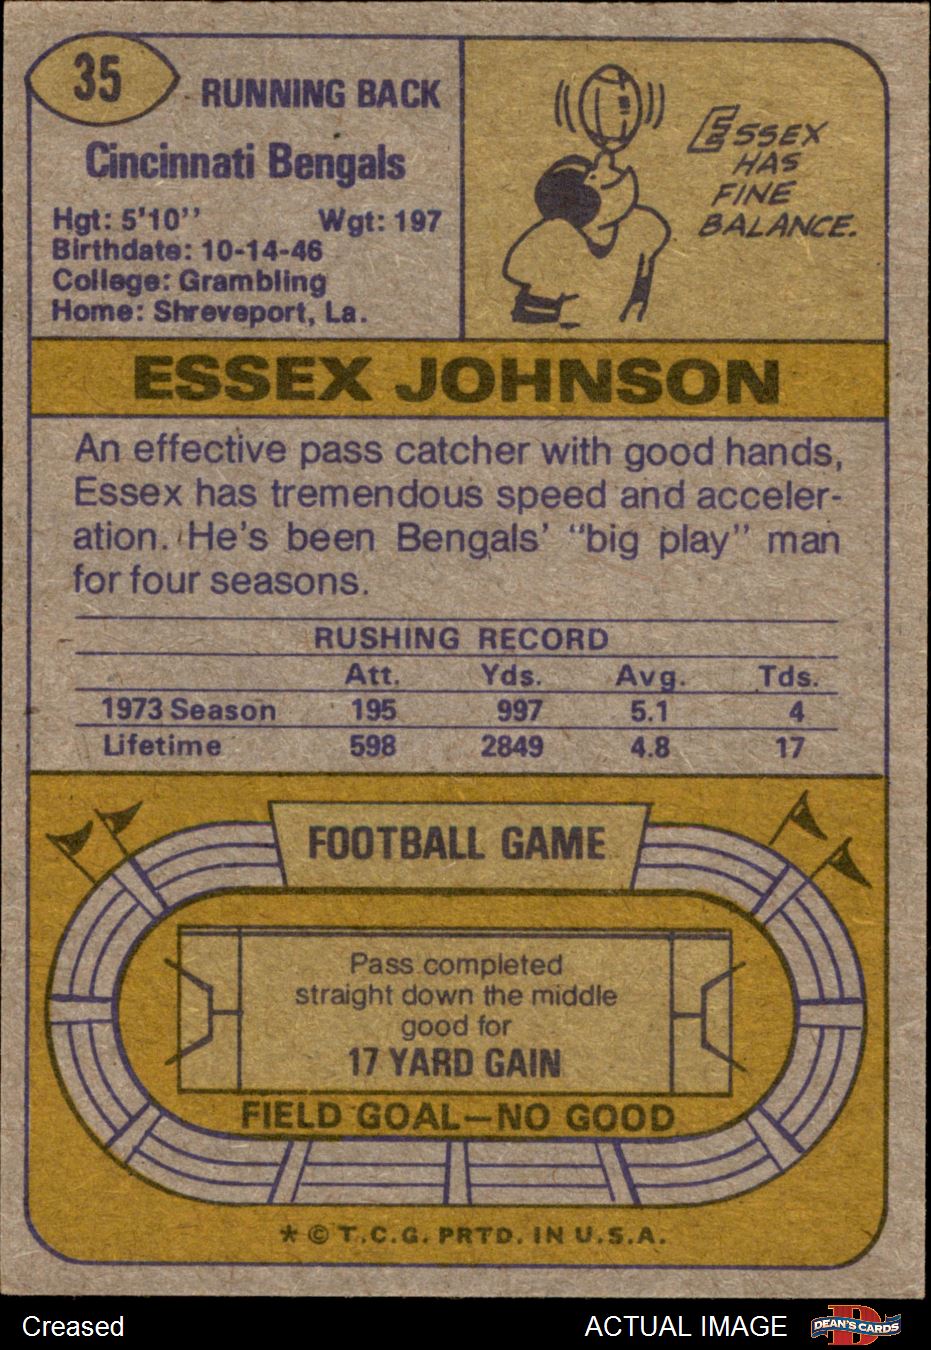 35
RUNNING BACK
Cincinnati Bengals
Hgt: 5'10'' Wgt: 197
Birthdate: 10-14-46
College: Grambling
Home: Shreveport, La.
ESSEX
HAS
FINE
BALANCE.
ESSEX JOHNSON
An effective pass catcher with good hands,
Essex has tremendous speed and acceler-
ation. He's been Bengals' "big play" man
for four seasons.
RUSHING RECORD
Att. Yds. Avg. Tds.
1973 Season 195 997 5.1 4
Lifetime 598 2849 4.8 17
FOOTBALL GAME
Pass completed
straight down the middle
good for
17 YARD GAIN
FIELD GOAL—NO GOOD
* © T.C.G. PRTD. IN U.S.A.
Creased ACTUAL IMAGE
D
DEAN'S CARDS